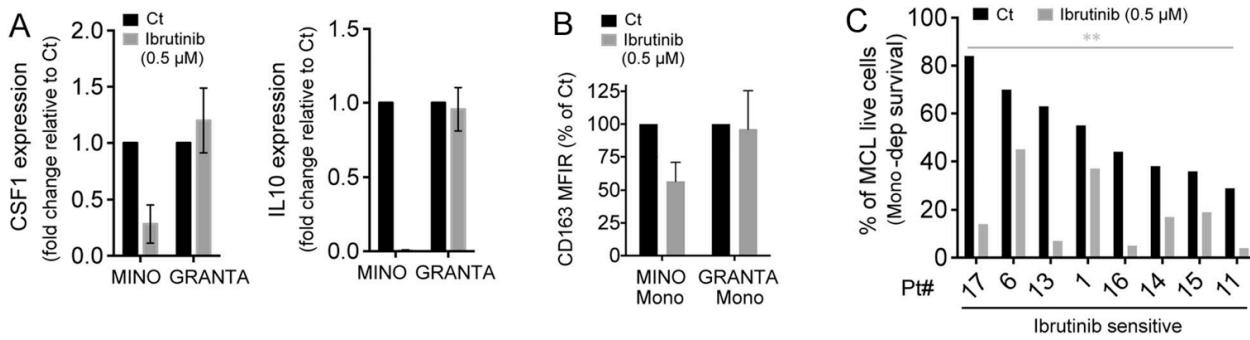 A
CSF1 expression
(fold change relative to Ct)
Ct
Ibrutinib
(0.5 µM)
2.0
1.5
1.0
0.5
0.0
MINO GRANTA
IL10 expression
(fold change relative to Ct)
1.5
1.0
0.5
0.0
MINO GRANTA
B
CD163 MFIR (% of Ct)
Ct
Ibrutinib
(0.5 µM)
125
100
75
50
25
0
MINO GRANTA
Mono Mono
C
% of MCL live cells
(Mono-dep survival)
Ct Ibrutinib (0.5 µM)
100
80
60
40
20
0
**
Pt# 17 6 13 1 16 14 15 11
Ibrutinib sensitive